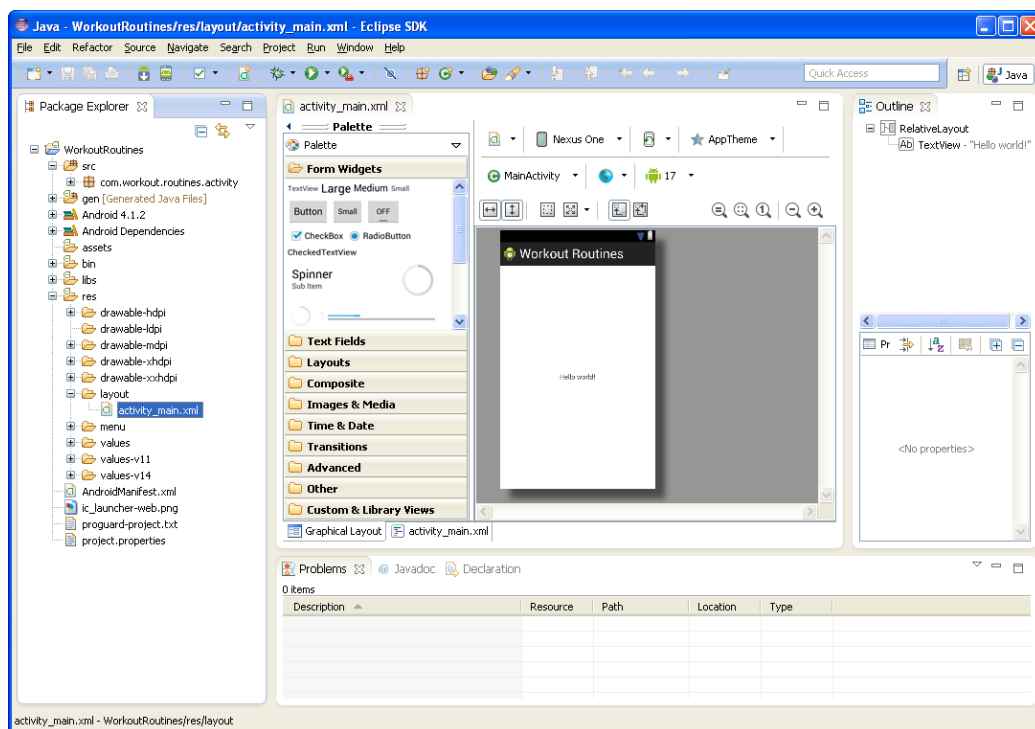 Java - WorkoutRoutines/res/layout/activity_main.xml - Eclipse SDK
File Edit Refactor Source Navigate Search Project Run Window Help
Quick Access
Java
Package Explorer
WorkoutRoutines
src
com.workout.routines.activity
gen [Generated Java Files]
Android 4.1.2
Android Dependencies
assets
bin
libs
res
drawable-hdpi
drawable-ldpi
drawable-mdpi
drawable-xhdpi
drawable-xxhdpi
layout
activity_main.xml
menu
values
values-v11
values-v14
AndroidManifest.xml
ic_launcher-web.png
proguard-project.txt
project.properties
activity_main.xml
Palette
Palette
Form Widgets
TextView Large Medium Small
Button Small OFF
CheckBox RadioButton
CheckedTextView
Spinner
Sub Item
Text Fields
Layouts
Composite
Images & Media
Time & Date
Transitions
Advanced
Other
Custom & Library Views
Graphical Layout activity_main.xml
Nexus One AppTheme
MainActivity 17
Workout Routines
Hello world!
Outline
RelativeLayout
Ab TextView - "Hello world!"
Pr
<No properties>
Problems Javadoc Declaration
0 items
Description Resource Path Location Type
activity_main.xml - WorkoutRoutines/res/layout